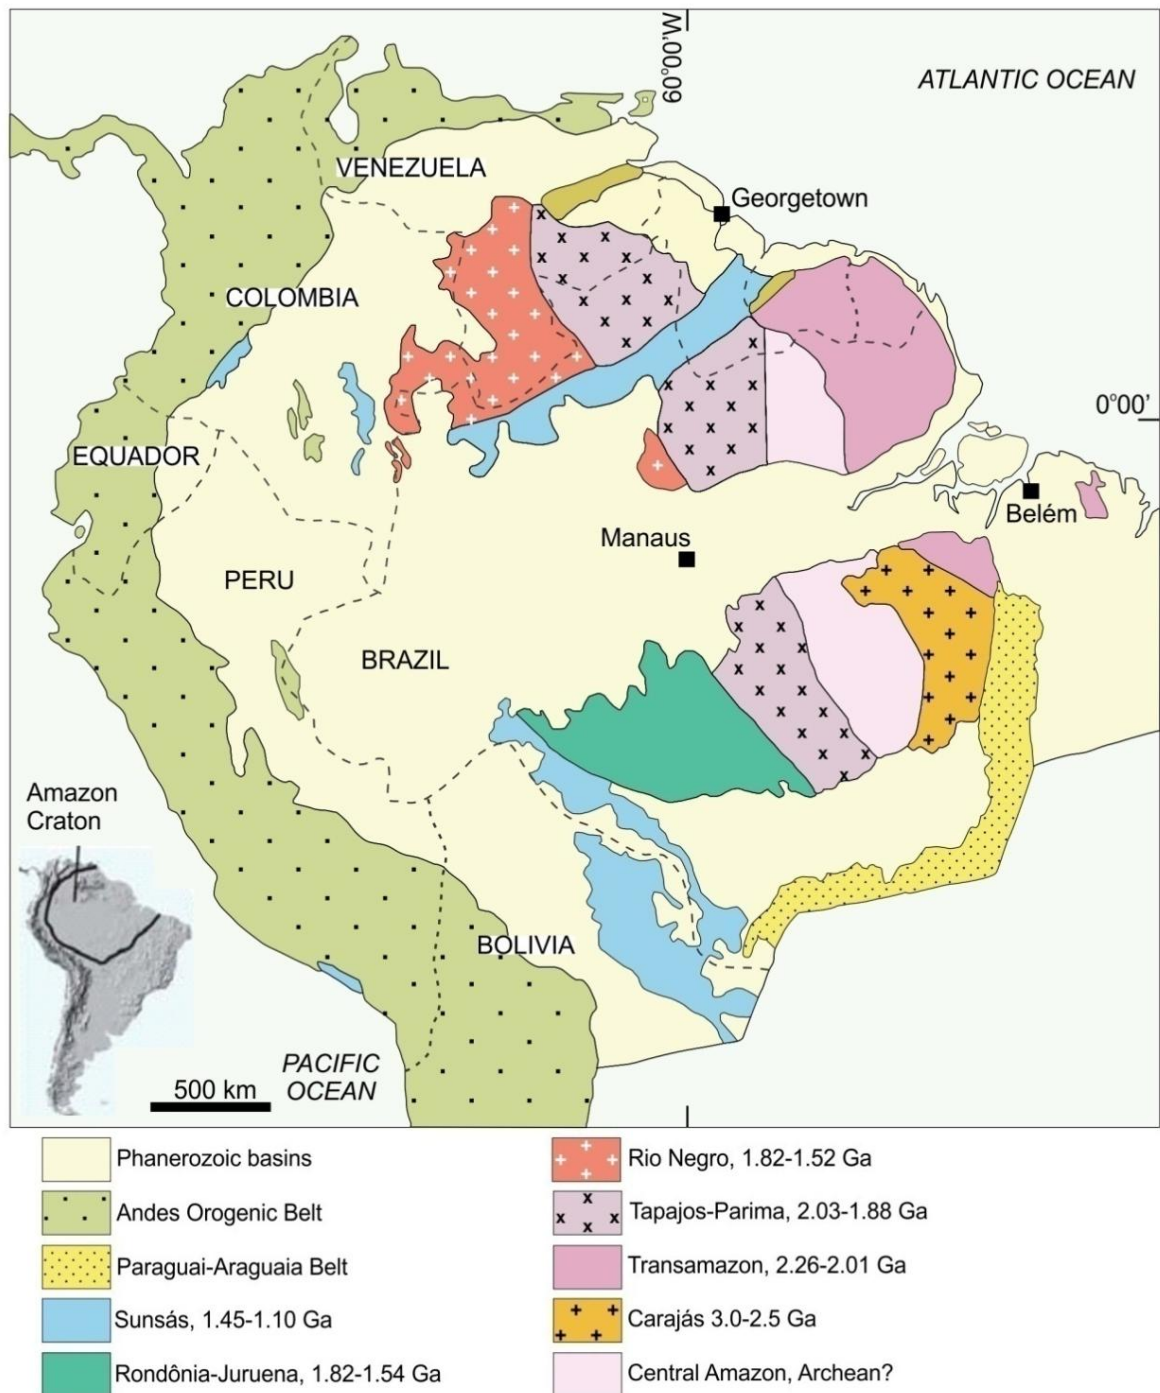 60°00'W
ATLANTIC OCEAN
VENEZUELA
Georgetown
COLOMBIA
0°00'
EQUADOR
Belém
Manaus
PERU
BRAZIL
Amazon
Craton
BOLIVIA
PACIFIC
OCEAN
500 km
Phanerozoic basins
Andes Orogenic Belt
Paraguai-Araguaia Belt
Sunsás, 1.45-1.10 Ga
Rondônia-Juruena, 1.82-1.54 Ga
Rio Negro, 1.82-1.52 Ga
Tapajos-Parima, 2.03-1.88 Ga
Transamazon, 2.26-2.01 Ga
Carajás 3.0-2.5 Ga
Central Amazon, Archean?